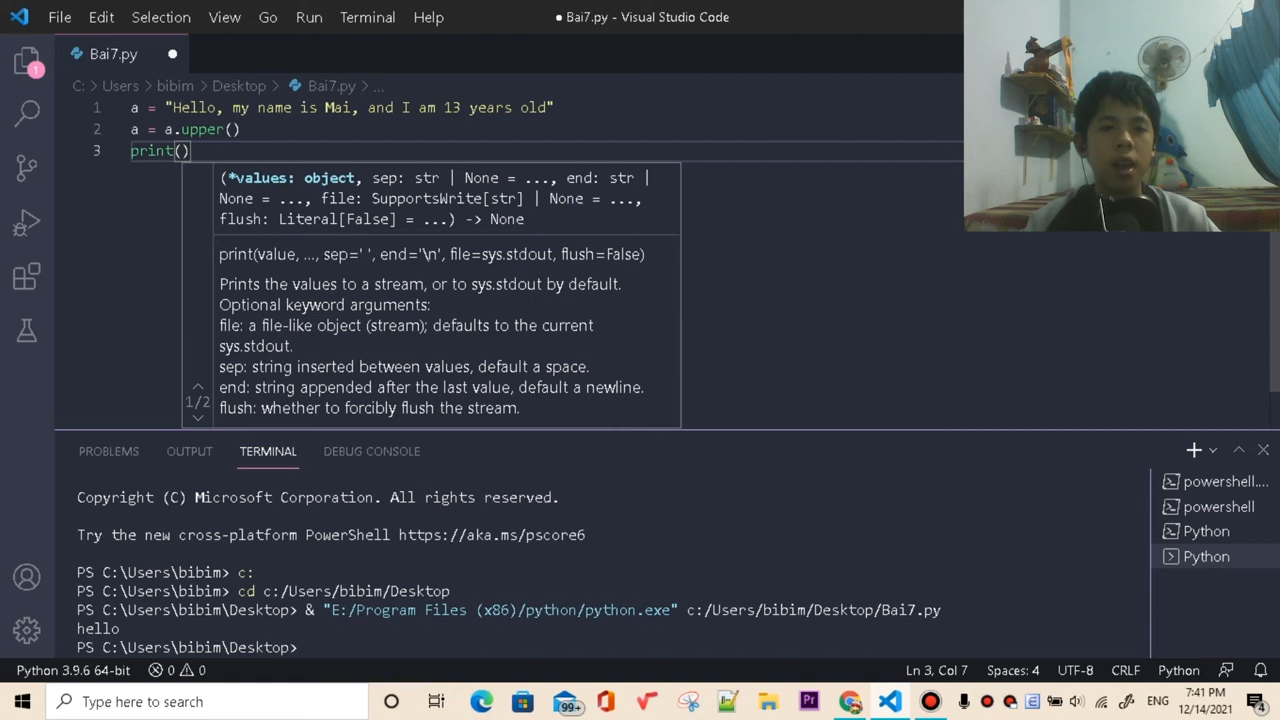 File Edit Selection View Go Run Terminal Help
● Bai7.py - Visual Studio Code
Bai7.py
1
C: > Users > bibim > Desktop > Bai7.py > ...
1 a = "Hello, my name is Mai, and I am 13 years old"
2 a = a.upper()
3 print()
(*values: object, sep: str | None = ..., end: str |
None = ..., file: SupportsWrite[str] | None = ...,
flush: Literal[False] = ...) -> None
print(value, ..., sep=' ', end='\n', file=sys.stdout, flush=False)
Prints the values to a stream, or to sys.stdout by default.
Optional keyword arguments:
file: a file-like object (stream); defaults to the current
sys.stdout.
sep: string inserted between values, default a space.
end: string appended after the last value, default a newline.
1/2
flush: whether to forcibly flush the stream.
PROBLEMS OUTPUT TERMINAL DEBUG CONSOLE
Copyright (C) Microsoft Corporation. All rights reserved.
Try the new cross-platform PowerShell https://aka.ms/pscore6
PS C:\Users\bibim> c:
PS C:\Users\bibim> cd c:/Users/bibim/Desktop
PS C:\Users\bibim\Desktop> & "E:/Program Files (x86)/python/python.exe" c:/Users/bibim/Desktop/Bai7.py
hello
PS C:\Users\bibim\Desktop>
powershell....
powershell
Python
Python
Python 3.9.6 64-bit 0 0 Ln 3, Col 7 Spaces: 4 UTF-8 CRLF Python
Type here to search
99+
Pr
ENG
7:41 PM
12/14/2021
4